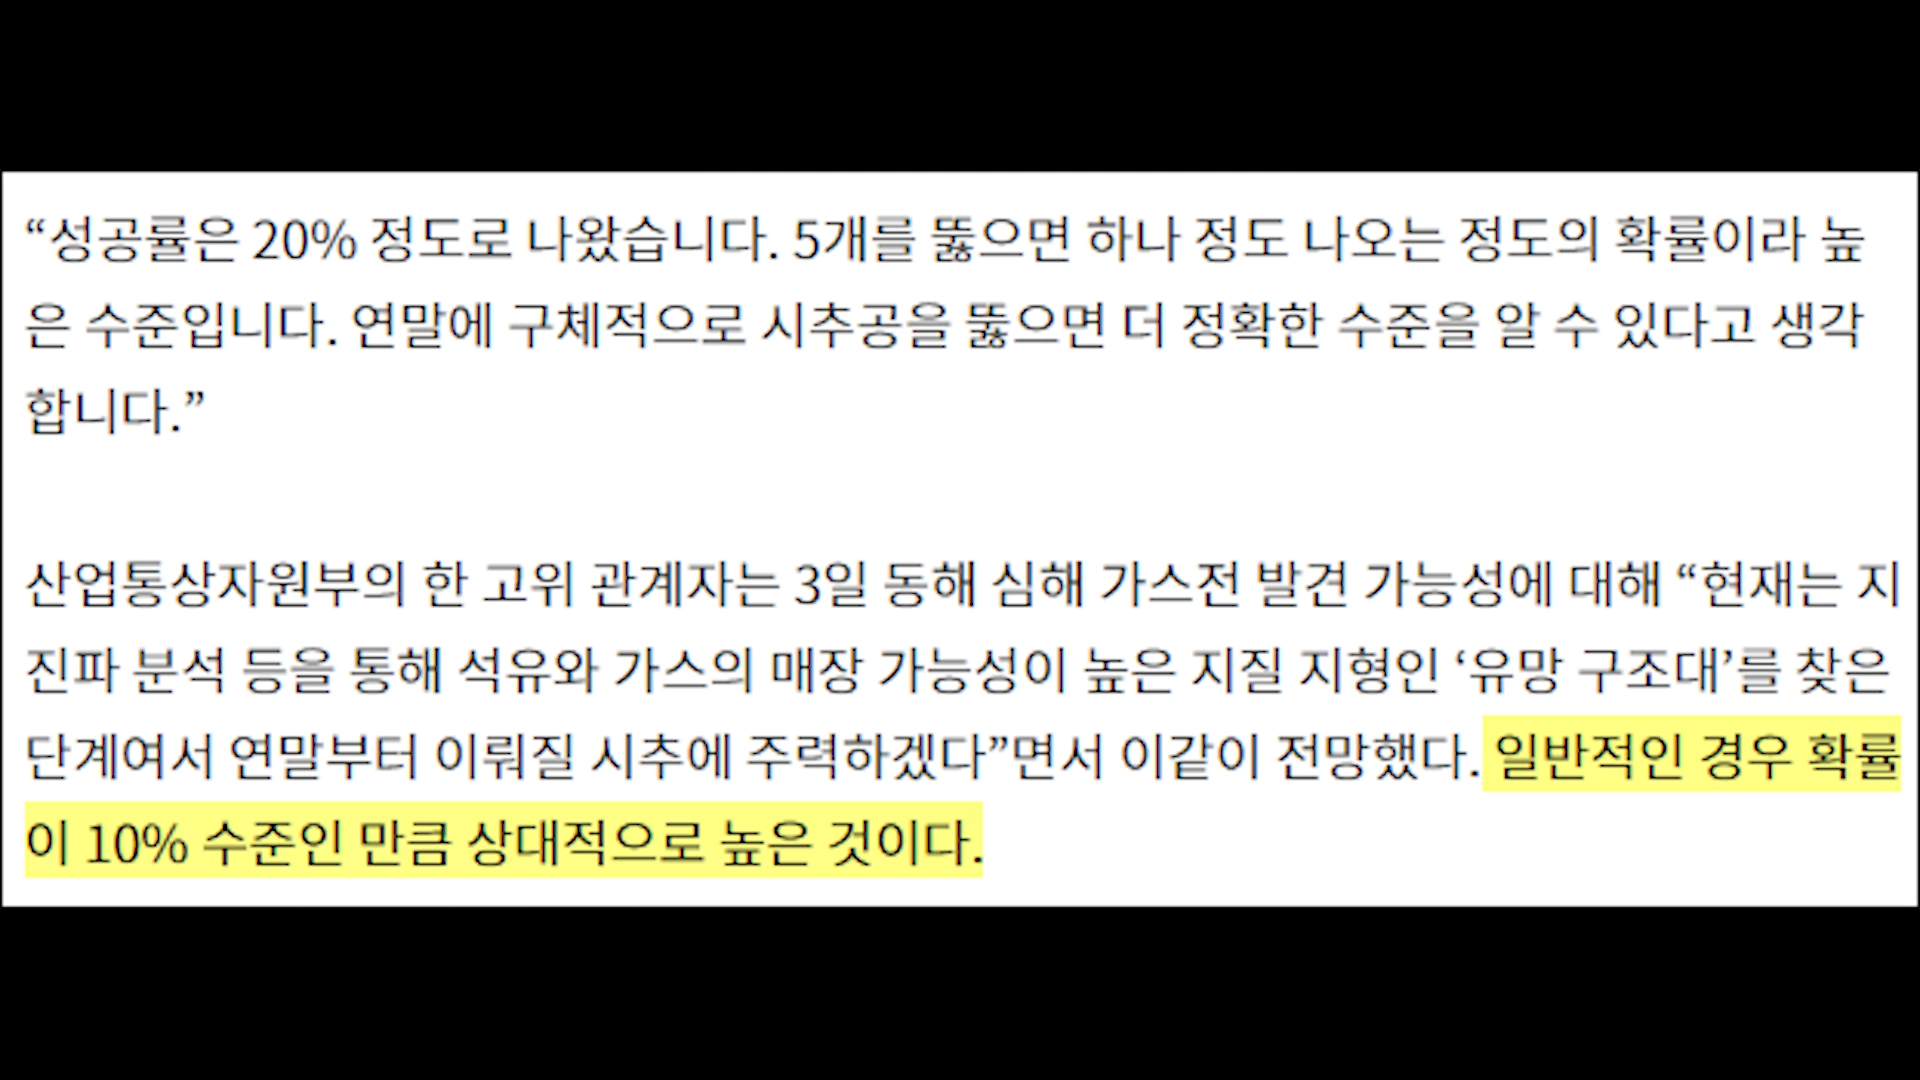 “성공률은 20% 정도로 나왔습니다. 5개를 뚫으면 하나 정도 나오는 정도의 확률이라 높
은 수준입니다. 연말에 구체적으로 시추공을 뚫으면 더 정확한 수준을 알 수 있다고 생각
합니다.”
산업통상자원부의 한 고위 관계자는 3일 동해 심해 가스전 발견 가능성에 대해 “현재는 지
진파 분석 등을 통해 석유와 가스의 매장 가능성이 높은 지질 지형인 ‘유망 구조대’를 찾은
단계여서 연말부터 이뤄질 시추에 주력하겠다”면서 이같이 전망했다. 일반적인 경우 확률
이 10% 수준인 만큼 상대적으로 높은 것이다.